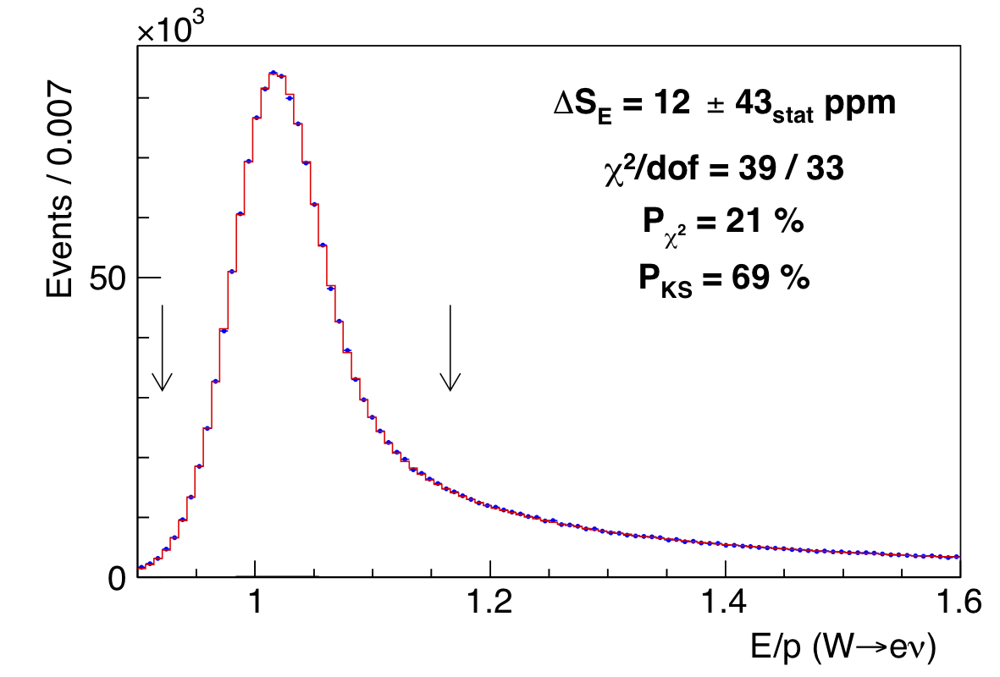 ×10³
Events / 0.007
ΔS_E = 12 ± 43_stat ppm
χ²/dof = 39 / 33
P_χ² = 21 %
P_KS = 69 %
50
0
1 1.2 1.4 1.6
E/p (W→eν)